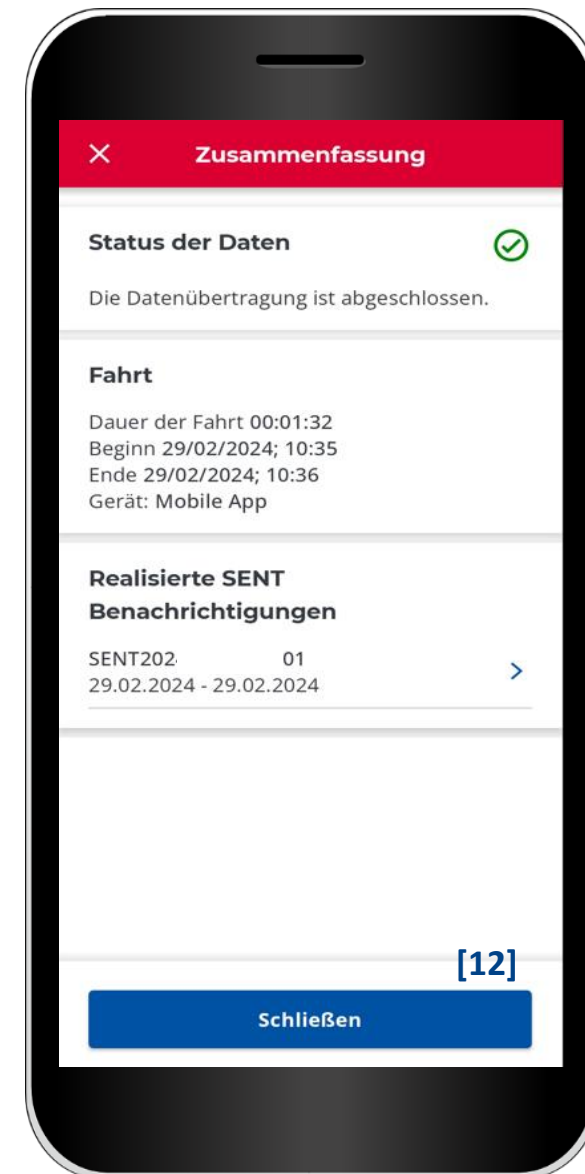 Zusammenfassung
Status der Daten
Die Datenübertragung ist abgeschlossen.
Fahrt
Dauer der Fahrt 00:01:32
Beginn 29/02/2024; 10:35
Ende 29/02/2024; 10:36
Gerät: Mobile App
Realisierte SENT
Benachrichtigungen
SENT202 01
29.02.2024 - 29.02.2024
[12]
Schließen